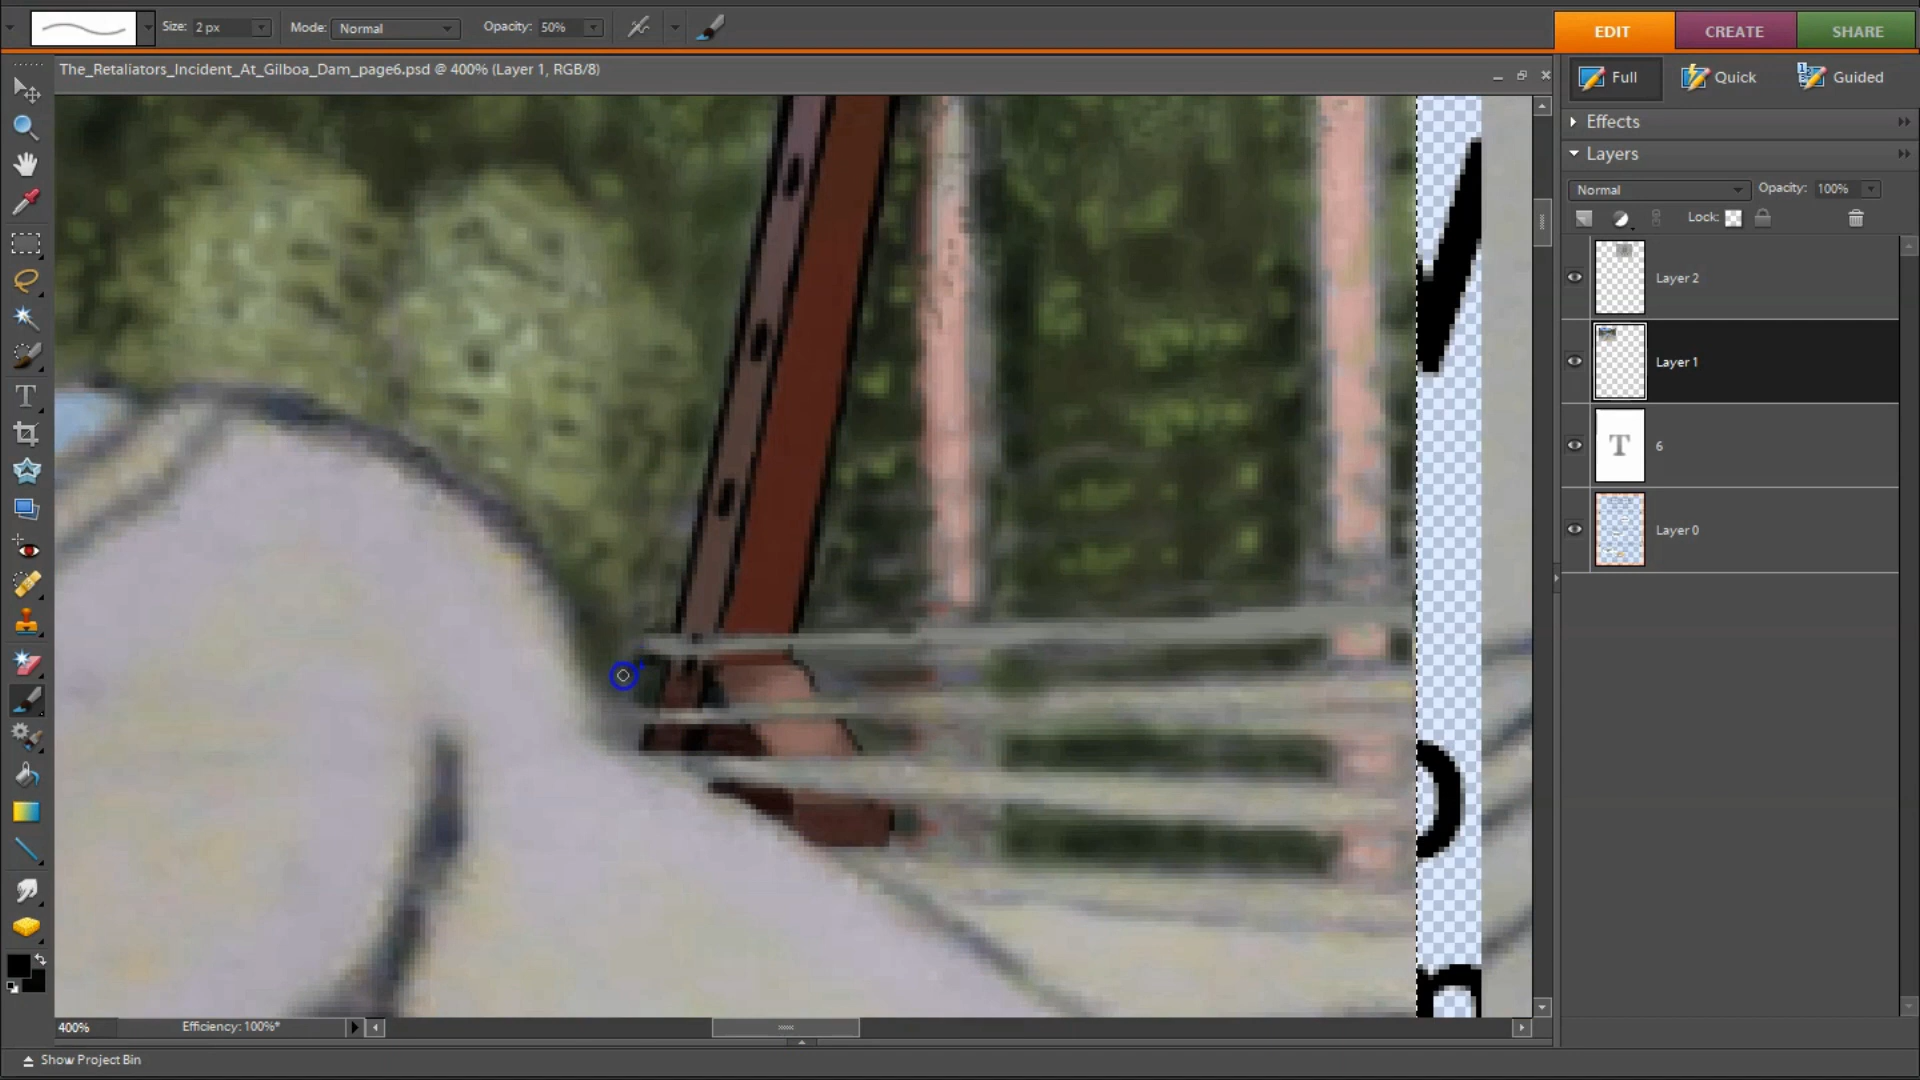 Size: 2 px Mode: Normal Opacity: 50%
EDIT CREATE SHARE
The_Retaliators_Incident_At_Gilboa_Dam_page6.psd @ 400% (Layer 1, RGB/8)
Full Quick Guided
Effects
Layers
Normal Opacity: 100%
Lock:
Layer 2
Layer 1
T 6
Layer 0
400% Efficiency: 100%*
Show Project Bin